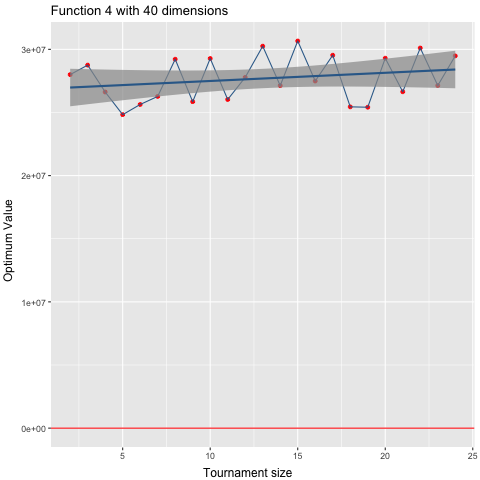 Function 4 with 40 dimensions
3e+07
2e+07
1e+07
0e+00
Optimum Value
5
10
15
20
25
Tournament size